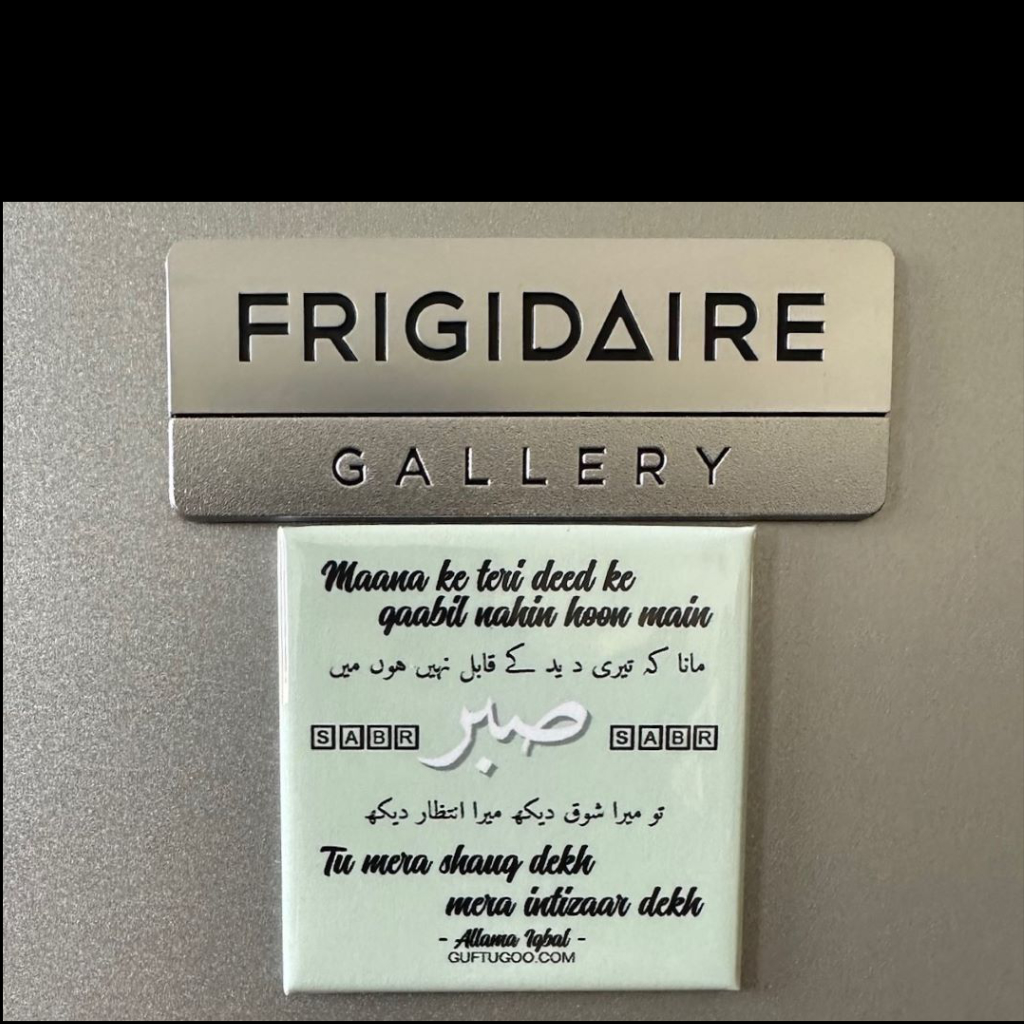 FRIGIDAIRE
GALLERY
Maana ke teri deed ke
qaabil nahin hoon main
مانا کہ تیری دید کے قابل نہیں ہوں میں
SABR صبر SABR
تو میرا شوق دیکھ میرا انتظار دیکھ
Tu mera shauq dekh
mera intizaar dekh
- Allama Iqbal -
GUFTUGOO.COM